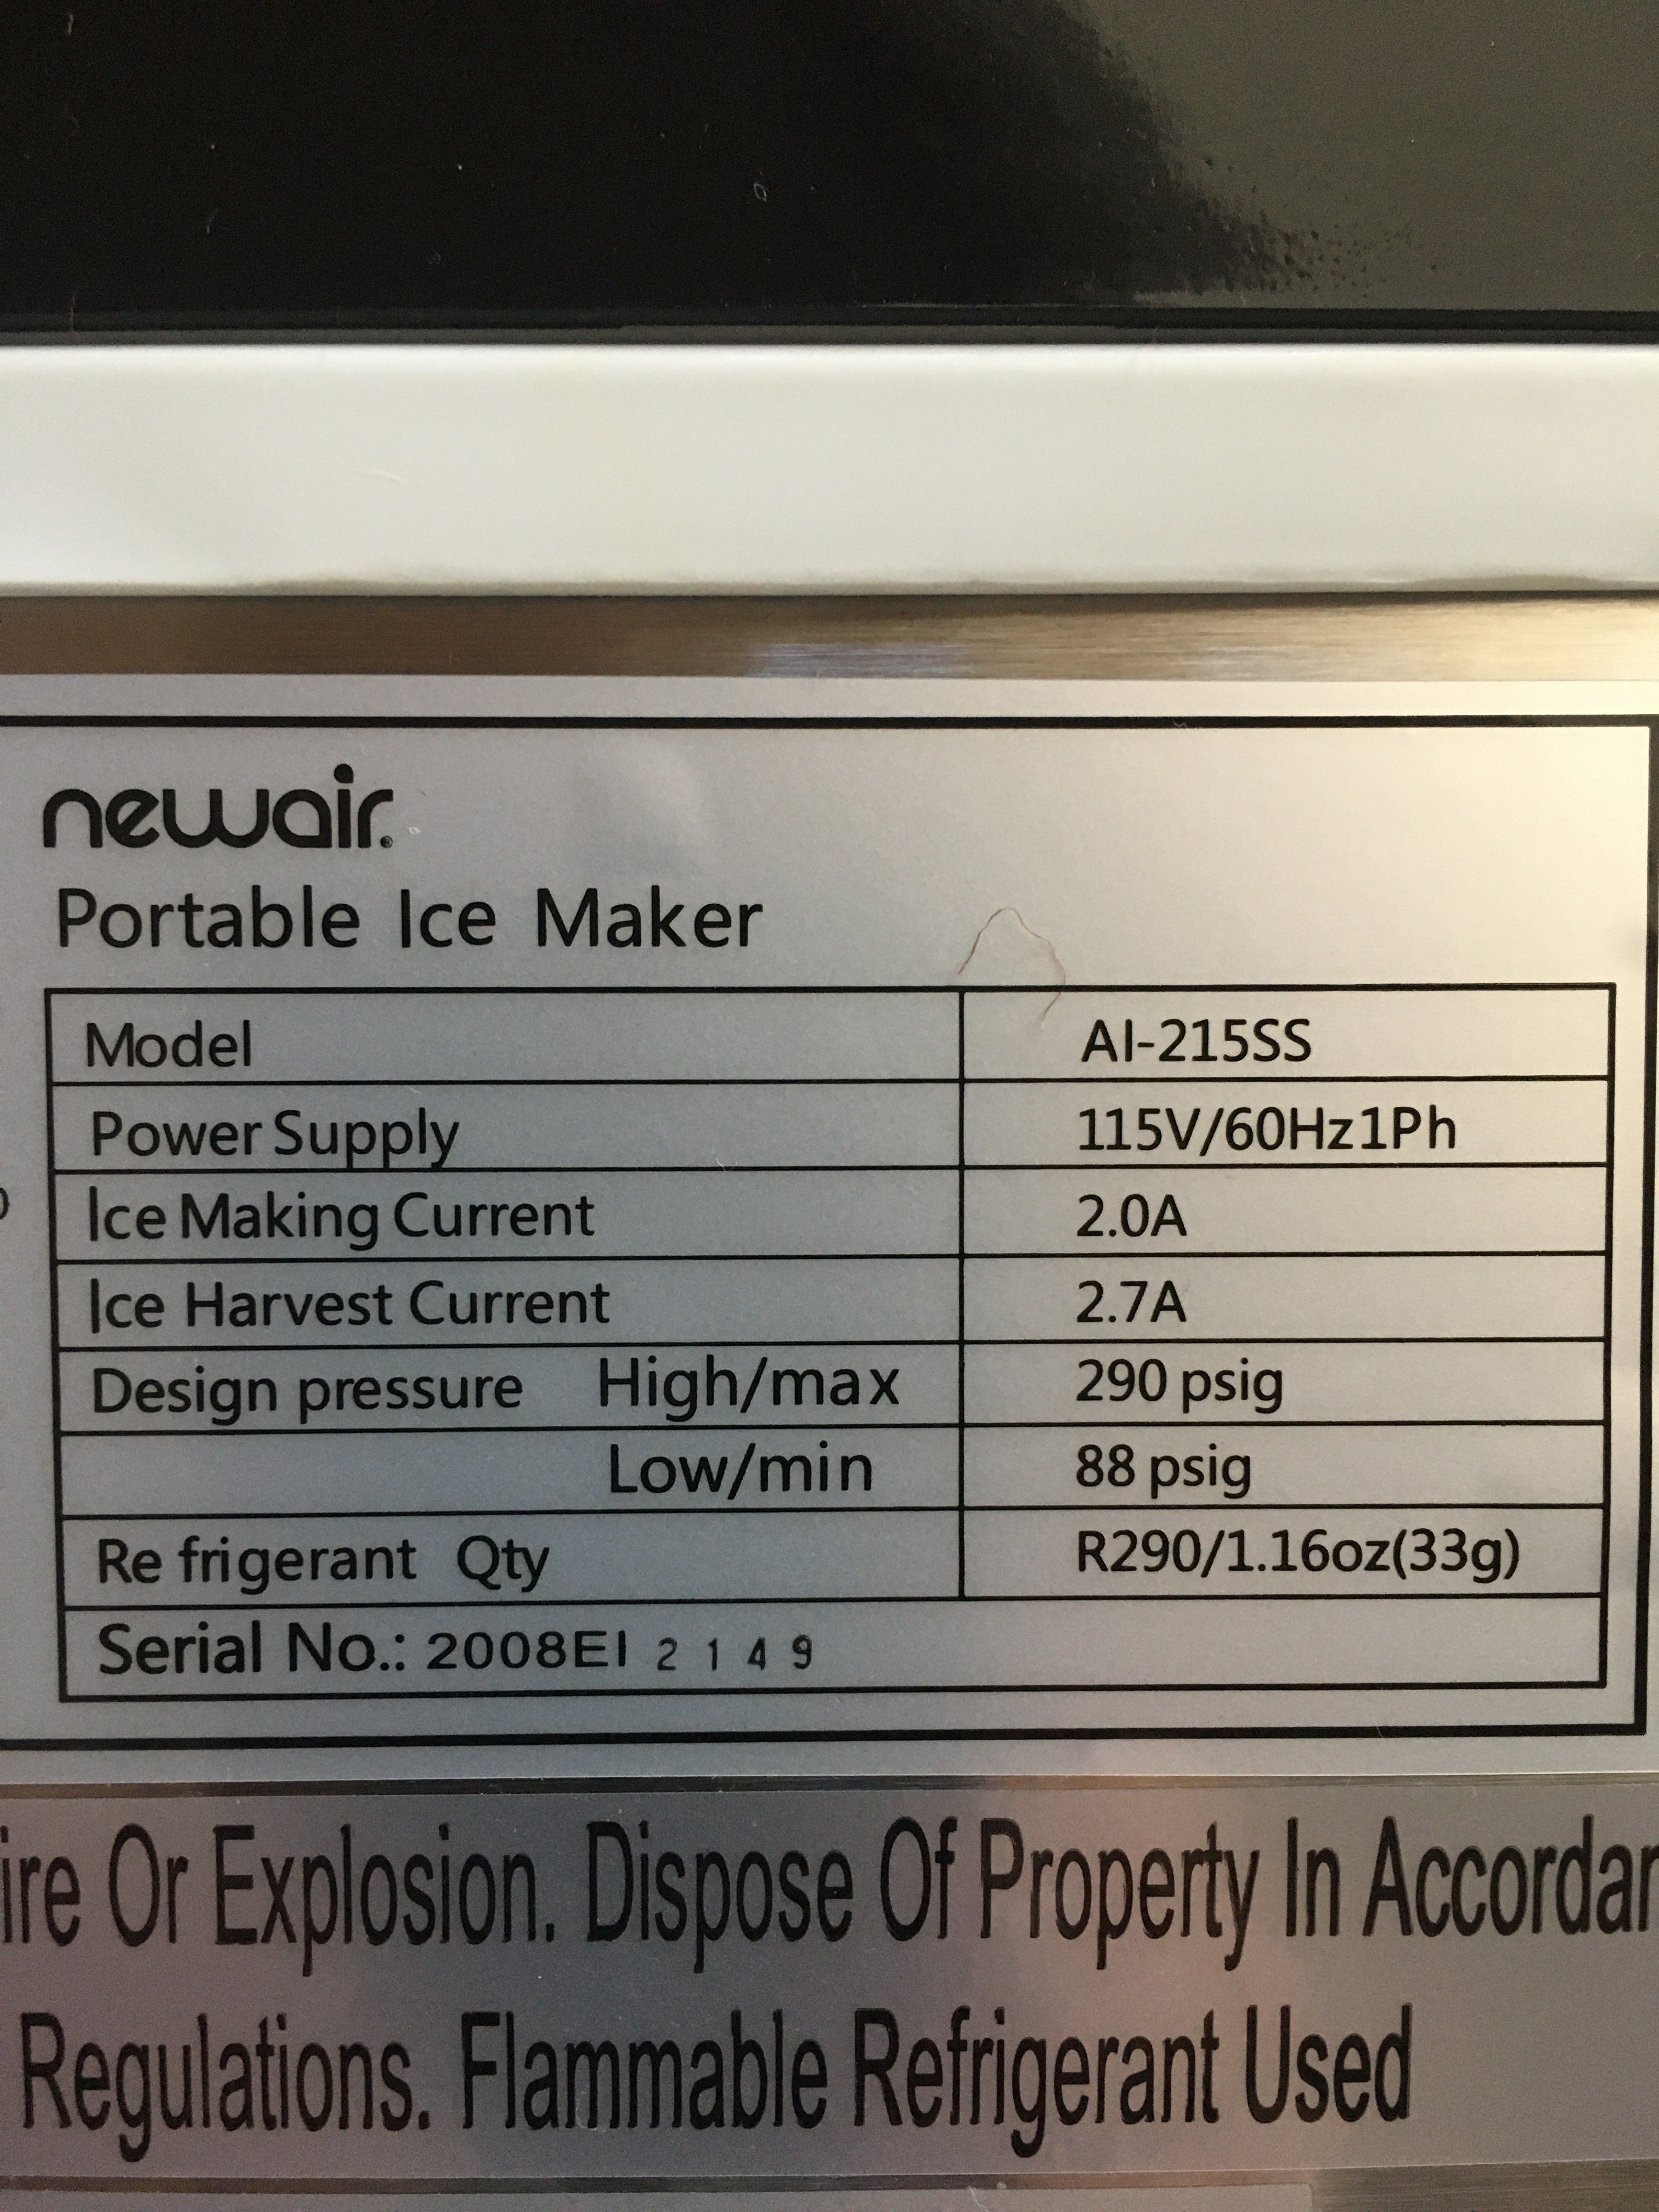 newair.
Portable Ice Maker
Model AI-215SS
Power Supply 115V/60Hz1Ph
Ice Making Current 2.0A
Ice Harvest Current 2.7A
Design pressure High/max 290 psig
Low/min 88 psig
Re frigerant Qty R290/1.16oz(33g)
Serial No.: 2008EI 2 1 4 9
ire Or Explosion. Dispose Of Property In Accordan
Regulations. Flammable Refrigerant Used